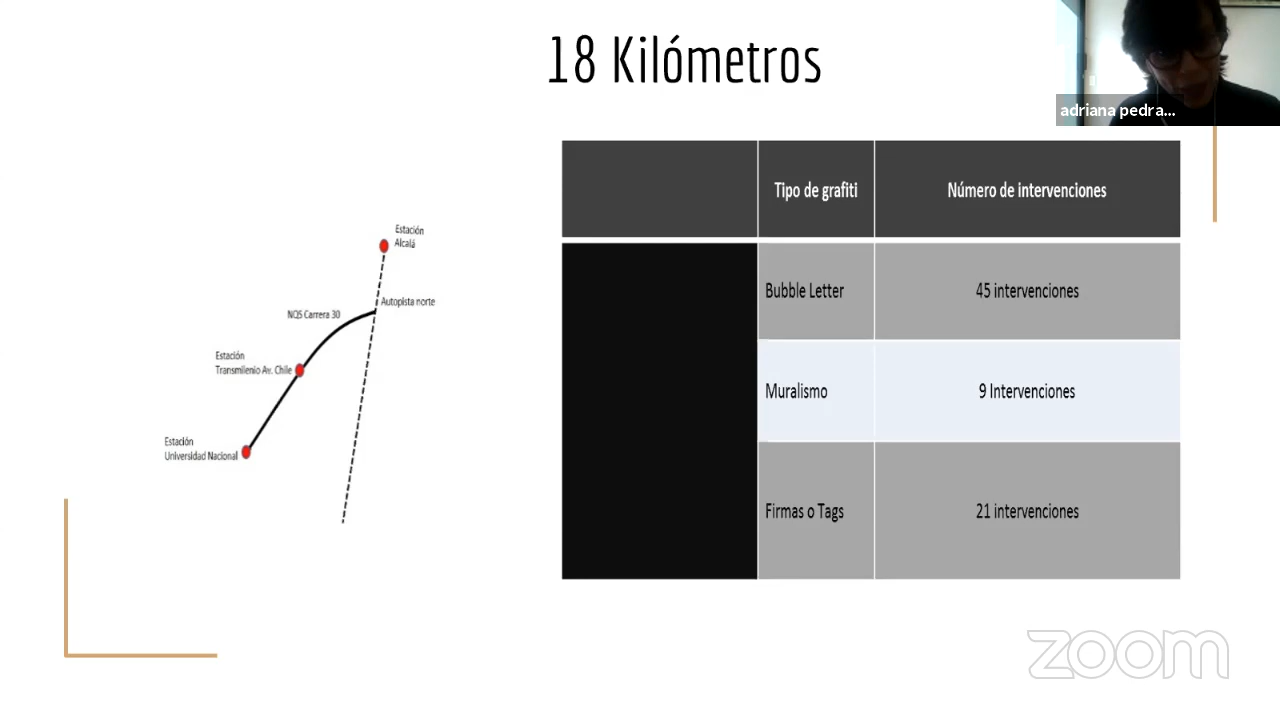 18 Kilómetros
adriana pedra...
Estación
Alcalá
Autopista norte
NQS Carrera 30
Estación
Transmilenio Av. Chile
Estación
Universidad Nacional
Tipo de grafiti
Número de intervenciones
Bubble Letter
45 intervenciones
Muralismo
9 Intervenciones
Firmas o Tags
21 intervenciones
zoom